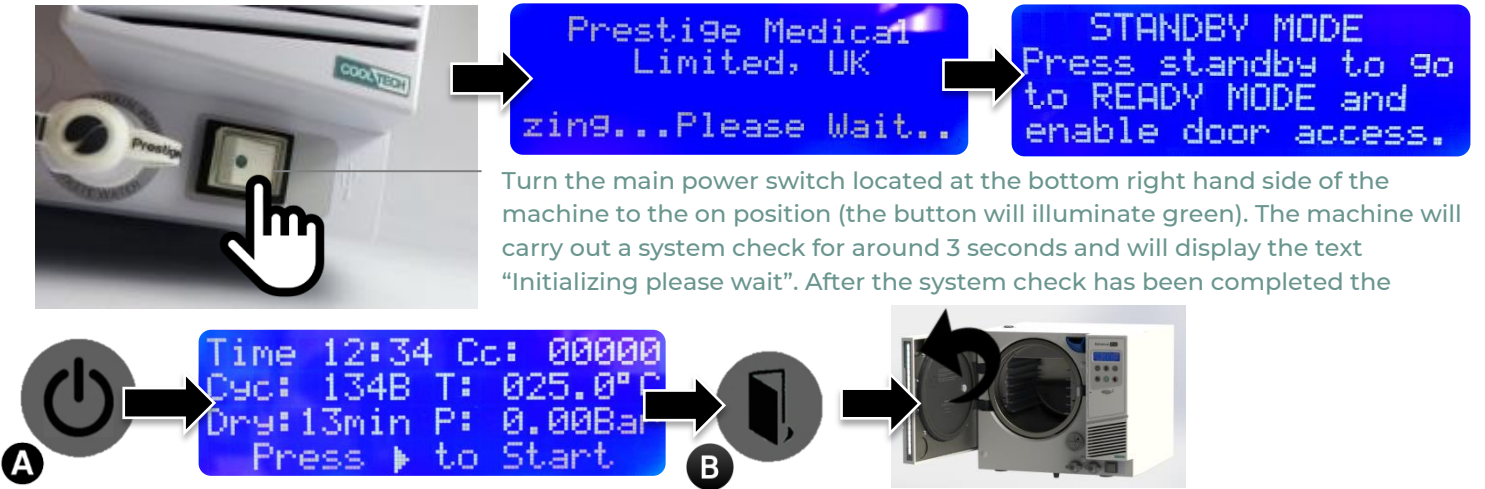 COOLTECH
Prestige
Prestige Medical
Limited, UK
zing...Please Wait..
STANDBY MODE
Press standby to go
to READY MODE and
enable door access.
Turn the main power switch located at the bottom right hand side of the
machine to the on position (the button will illuminate green). The machine will
carry out a system check for around 3 seconds and will display the text
“Initializing please wait”. After the system check has been completed the
Time 12:34 Cc: 00000
Cyc: 134B T: 025.0°C
Dry:13min P: 0.00Bar
Press ▶ to Start
A
B